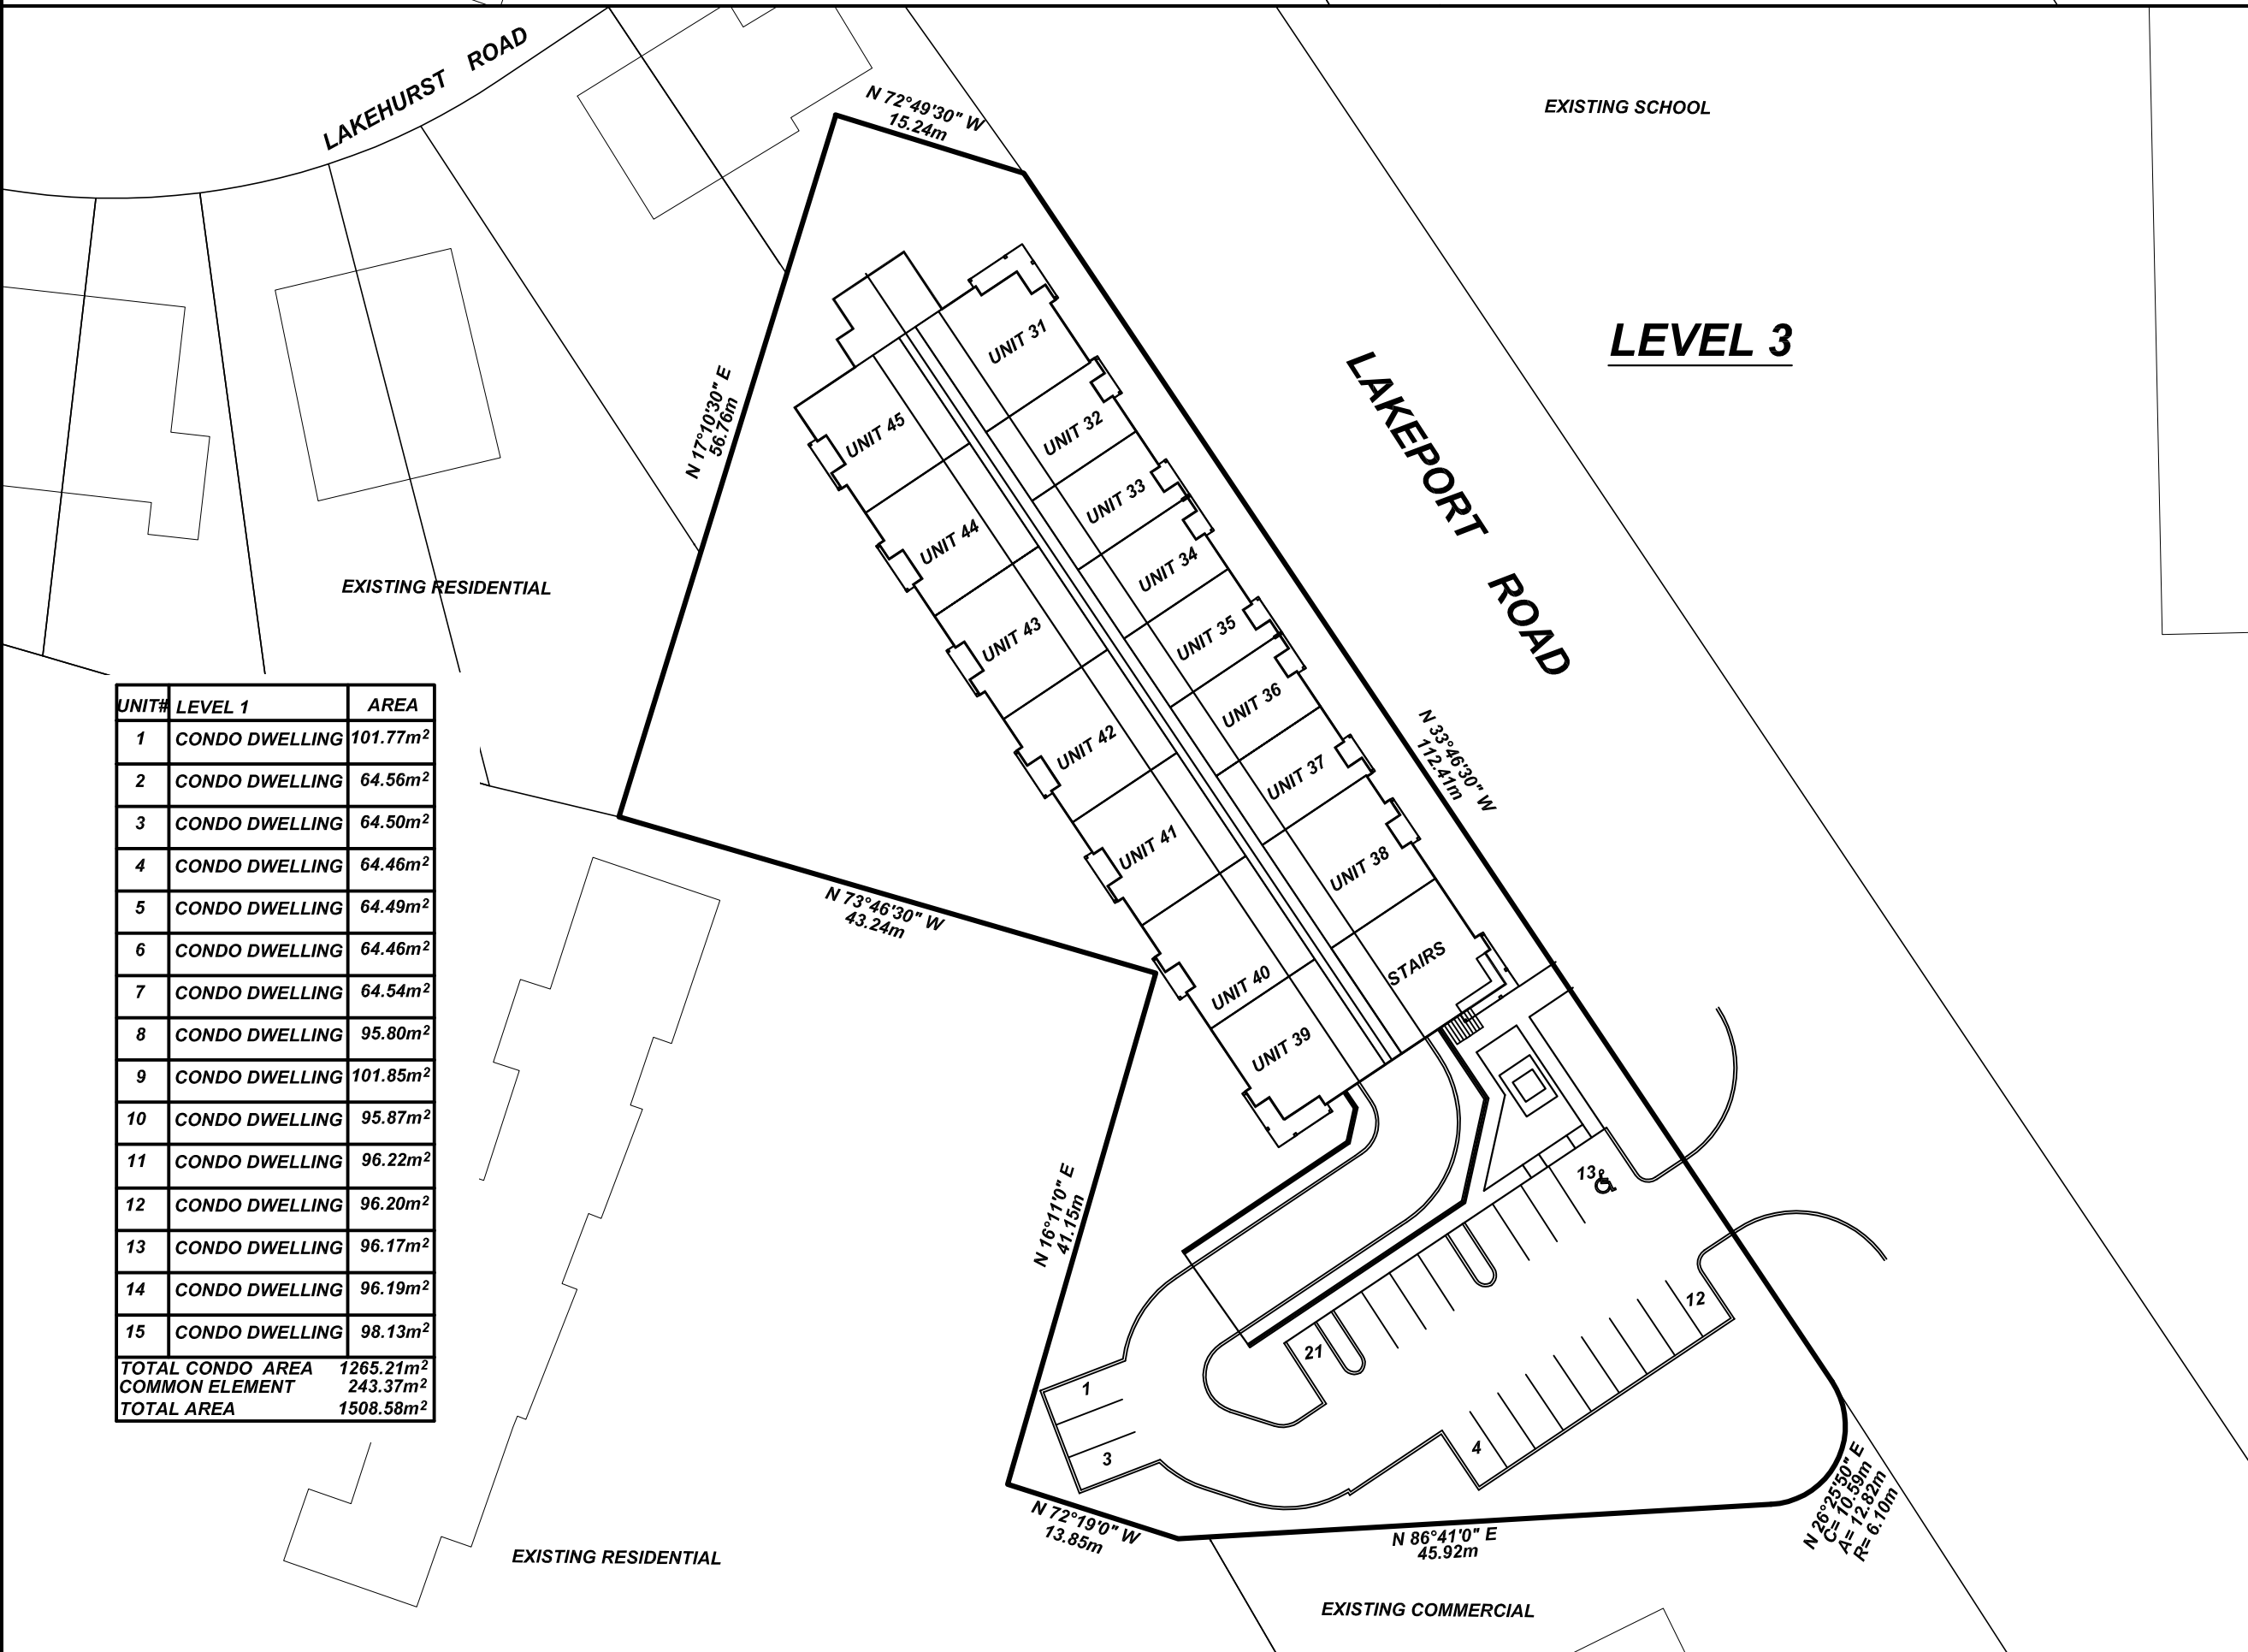 LAKEHURST ROAD
N 72°49'30" W
15.24m
EXISTING SCHOOL
LEVEL 3
LAKEPORT ROAD
N 17°10'30" E
56.76m
UNIT 31
UNIT 32
UNIT 33
UNIT 34
UNIT 35
UNIT 36
UNIT 37
UNIT 38
STAIRS
UNIT 45
UNIT 44
UNIT 43
UNIT 42
UNIT 41
UNIT 40
UNIT 39
EXISTING RESIDENTIAL
N 33°46'30" W
112.41m
N 73°46'30" W
43.24m
UNIT# LEVEL 1 AREA
1 CONDO DWELLING 101.77m²
2 CONDO DWELLING 64.56m²
3 CONDO DWELLING 64.50m²
4 CONDO DWELLING 64.46m²
5 CONDO DWELLING 64.49m²
6 CONDO DWELLING 64.46m²
7 CONDO DWELLING 64.54m²
8 CONDO DWELLING 95.80m²
9 CONDO DWELLING 101.85m²
10 CONDO DWELLING 95.87m²
11 CONDO DWELLING 96.22m²
12 CONDO DWELLING 96.20m²
13 CONDO DWELLING 96.17m²
14 CONDO DWELLING 96.19m²
15 CONDO DWELLING 98.13m²
TOTAL CONDO AREA 1265.21m²
COMMON ELEMENT 243.37m²
TOTAL AREA 1508.58m²
N 16°11'0" E
41.15m
13
12
21
1
3
4
N 72°19'0" W
13.85m
N 86°41'0" E
45.92m
N 26°25'50" E
C= 10.59m
A= 12.82m
R= 6.10m
EXISTING RESIDENTIAL
EXISTING COMMERCIAL